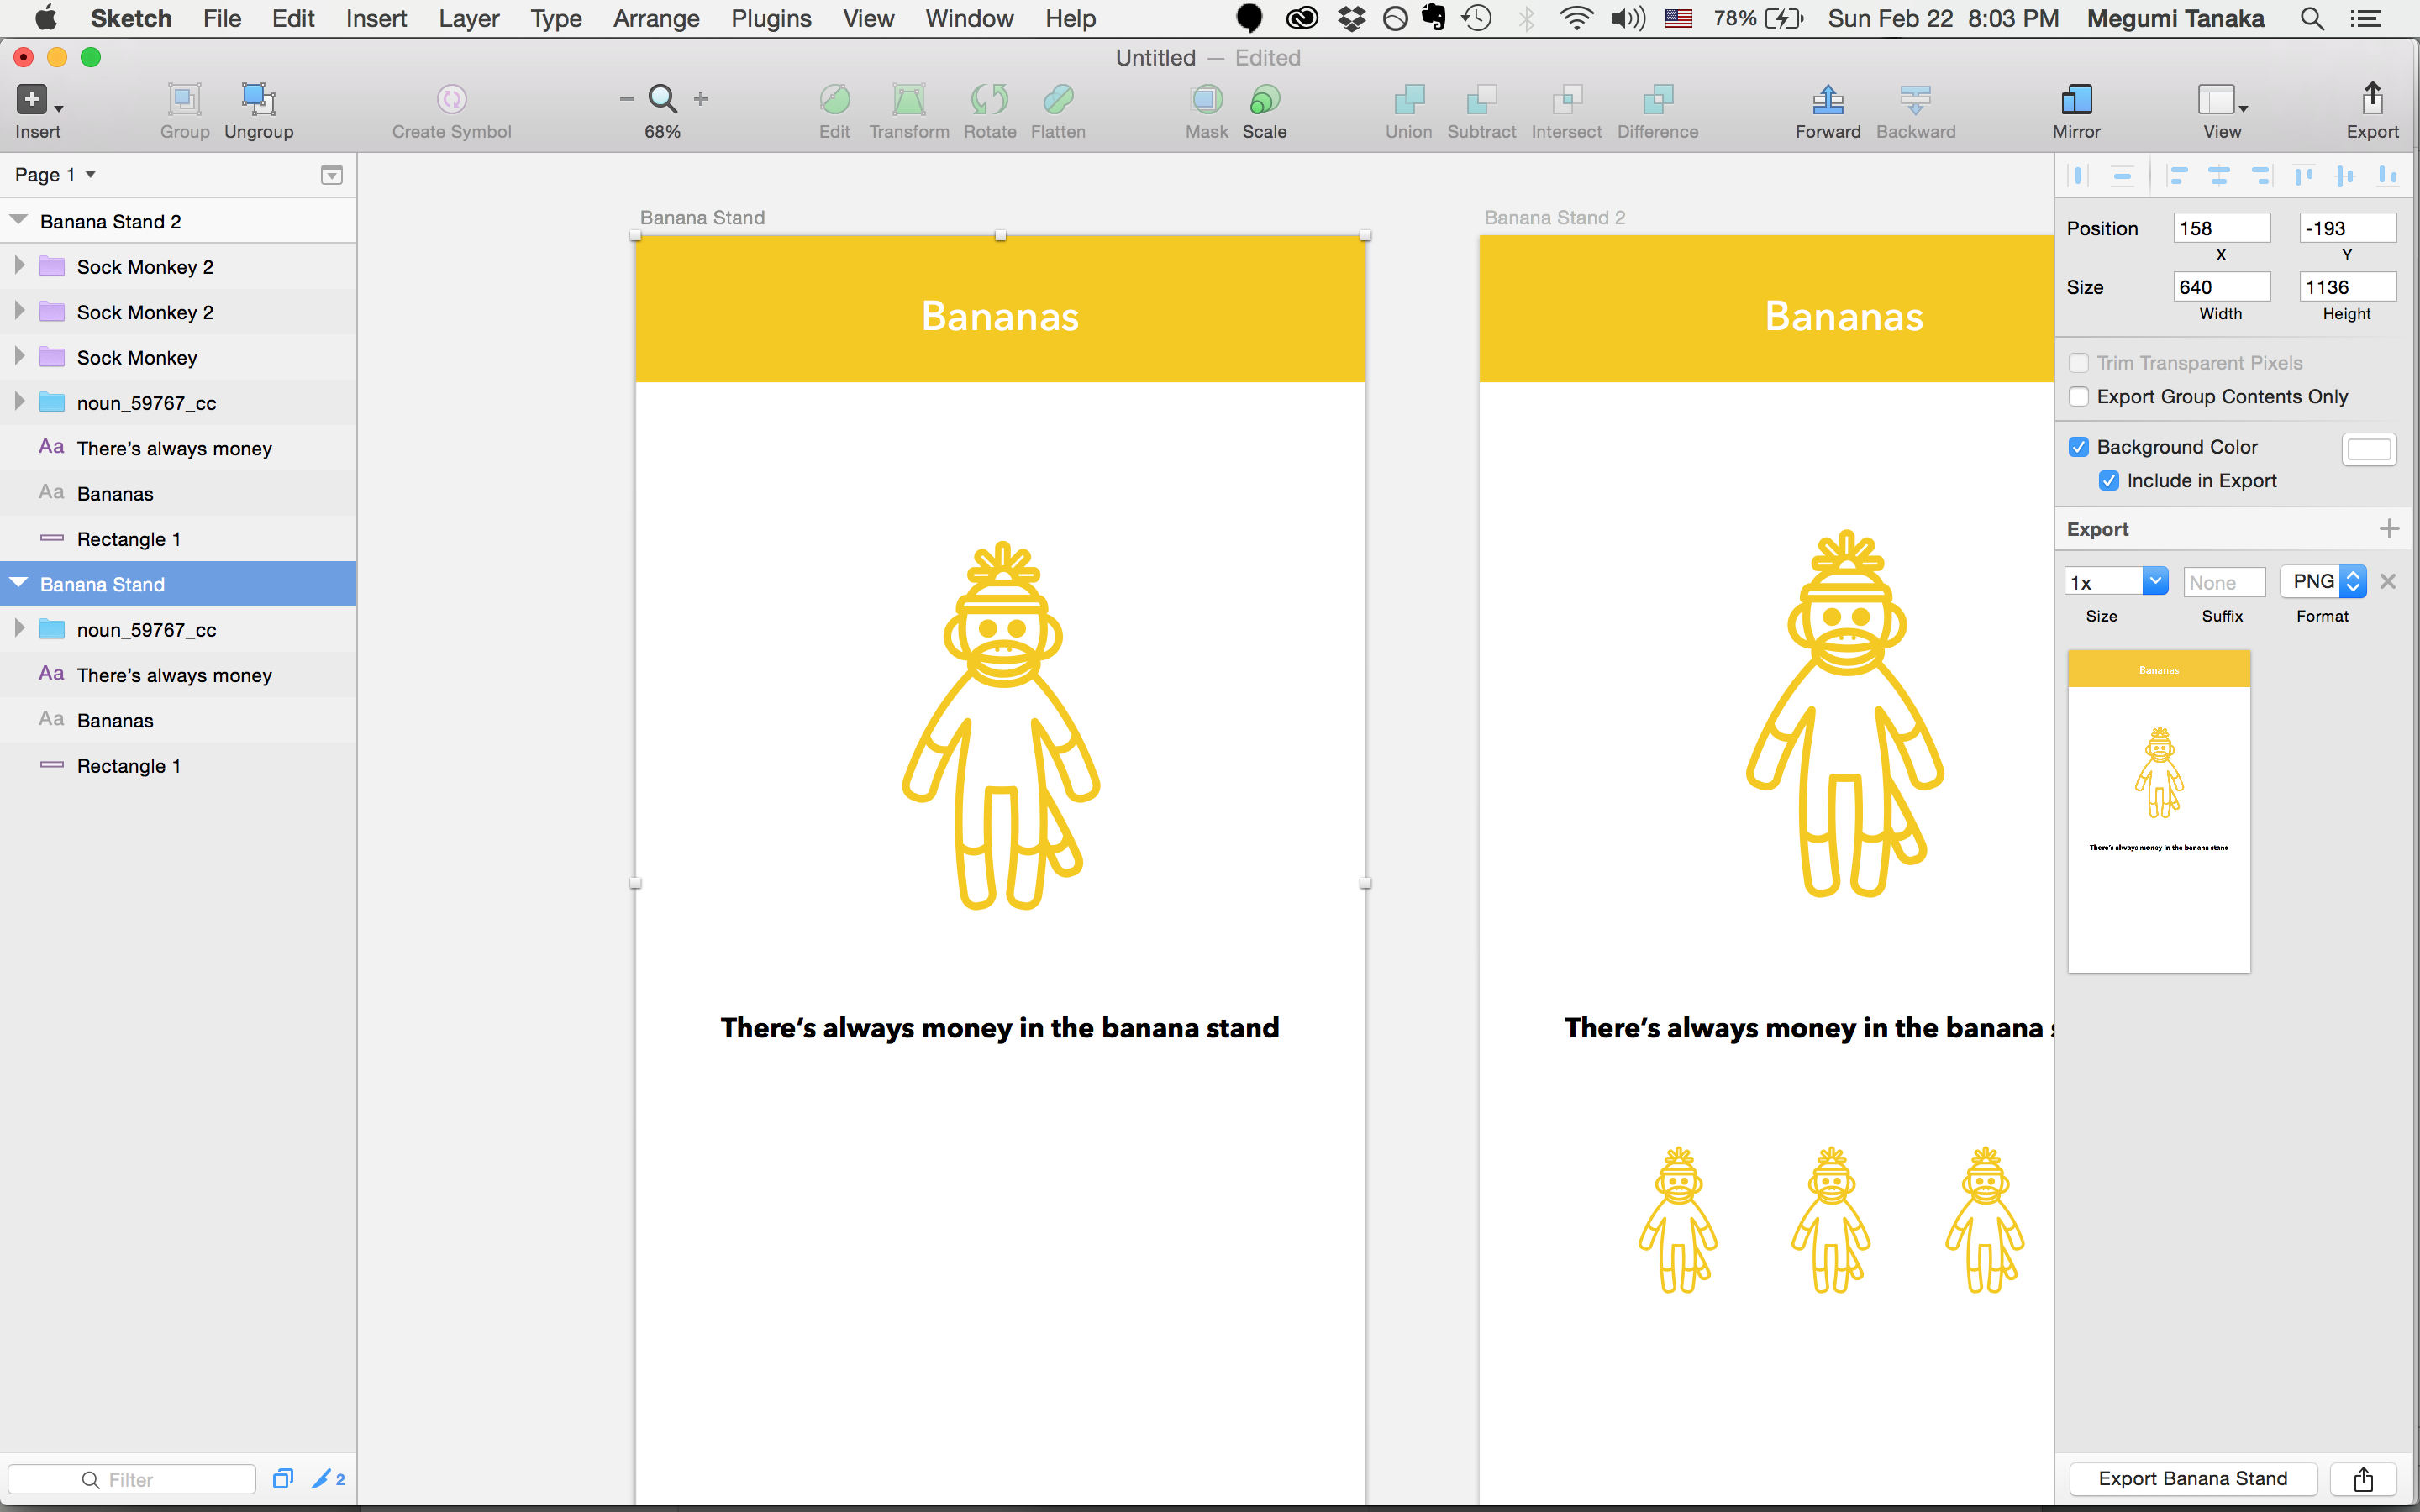 Sketch File Edit Insert Layer Type Arrange Plugins View Window Help 78% Sun Feb 22 8:03 PM Megumi Tanaka
Untitled — Edited
Insert Group Ungroup Create Symbol 68% Edit Transform Rotate Flatten Mask Scale Union Subtract Intersect Difference Forward Backward Mirror View Export
Page 1
Banana Stand 2
Sock Monkey 2
Sock Monkey 2
Sock Monkey
noun_59767_cc
Aa There’s always money
Aa Bananas
Rectangle 1
Banana Stand
noun_59767_cc
Aa There’s always money
Aa Bananas
Rectangle 1
Filter 2
Banana Stand
Bananas
There’s always money in the banana stand
Banana Stand 2
Bananas
There’s always money in the banana
Position 158 -193
X Y
Size 640 1136
Width Height
Trim Transparent Pixels
Export Group Contents Only
Background Color
Include in Export
Export
1x None PNG
Size Suffix Format
Bananas
There’s always money in the banana stand
Export Banana Stand